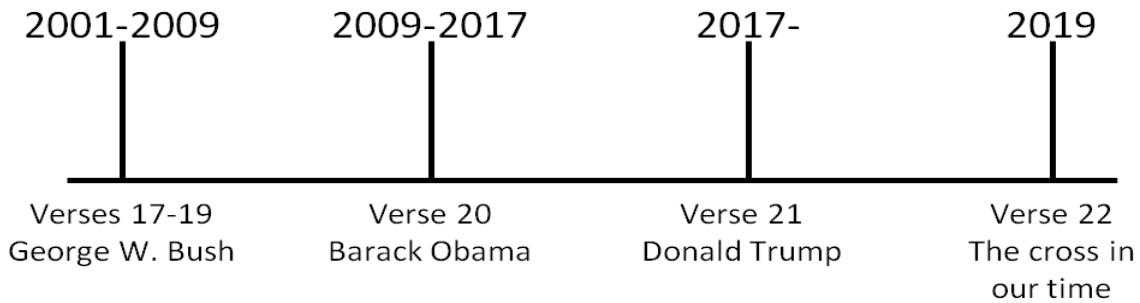 2001-2009 2009-2017 2017- 2019
Verses 17-19 Verse 20 Verse 21 Verse 22
George W. Bush Barack Obama Donald Trump The cross in
our time